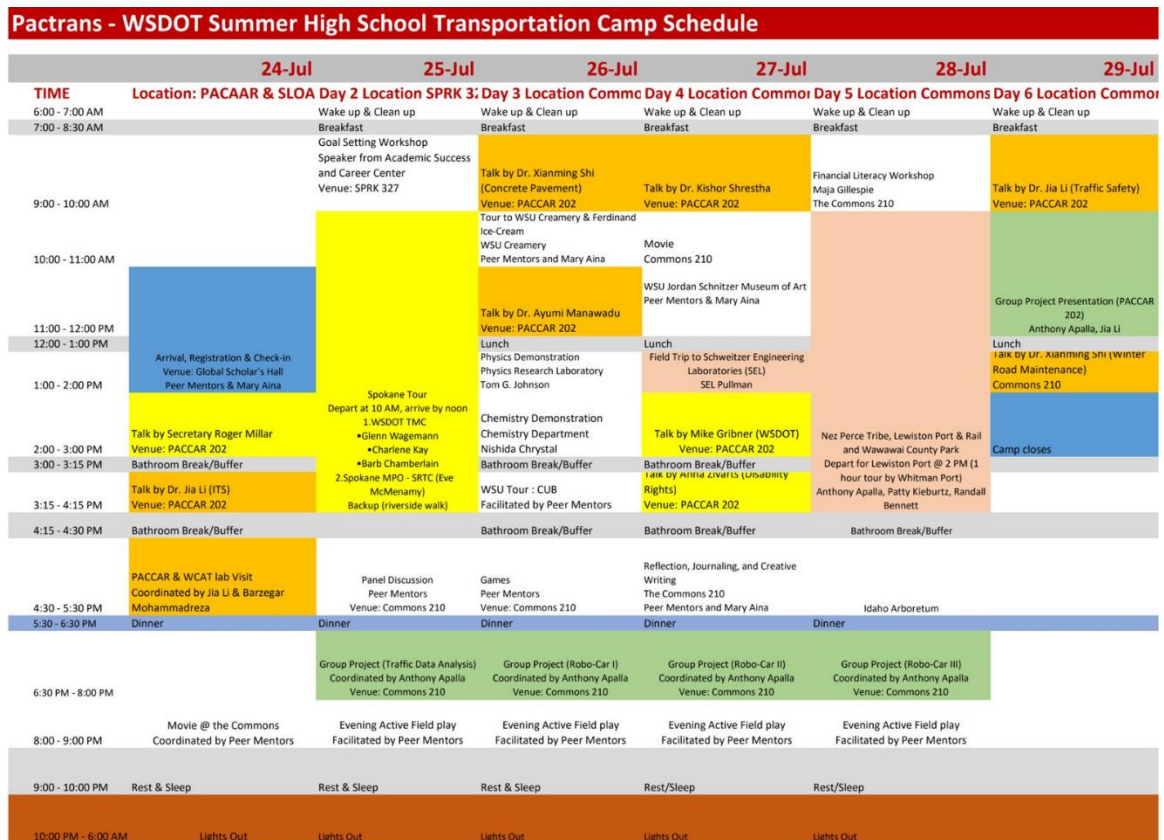 Pactrans - WSDOT Summer High School Transportation Camp Schedule
24-Jul 25-Jul 26-Jul 27-Jul 28-Jul 29-Jul
TIME Location: PACAAR & SLOA Day 2 Location SPRK 32 Day 3 Location Commo Day 4 Location Common Day 5 Location Commons Day 6 Location Common
6:00 - 7:00 AM Wake up & Clean up Wake up & Clean up Wake up & Clean up Wake up & Clean up Wake up & Clean up
7:00 - 8:30 AM Breakfast Breakfast Breakfast Breakfast Breakfast
9:00 - 10:00 AM
Goal Setting Workshop
Speaker from Academic Success
and Career Center
Venue: SPRK 327
Talk by Dr. Xianming Shi
(Concrete Pavement)
Venue: PACCAR 202
Talk by Dr. Kishor Shrestha
Venue: PACCAR 202
Financial Literacy Workshop
Maja Gillespie
The Commons 210
Talk by Dr. Jia Li (Traffic Safety)
Venue: PACCAR 202
10:00 - 11:00 AM
Tour to WSU Creamery & Ferdinand
Ice-Cream
WSU Creamery
Peer Mentors and Mary Aina
Movie
Commons 210
11:00 - 12:00 PM
Talk by Dr. Ayumi Manawadu
Venue: PACCAR 202
WSU Jordan Schnitzer Museum of Art
Peer Mentors & Mary Aina
Group Project Presentation (PACCAR
202)
Anthony Apalla, Jia Li
12:00 - 1:00 PM Lunch Lunch Lunch
1:00 - 2:00 PM
Arrival, Registration & Check-in
Venue: Global Scholar's Hall
Peer Mentors & Mary Aina
Spokane Tour
Depart at 10 AM, arrive by noon
1.WSDOT TMC
•Glenn Wagemann
•Charlene Kay
•Barb Chamberlain
2.Spokane MPO - SRTC (Eve
McMenamy)
Backup (riverside walk)
Physics Demonstration
Physics Research Laboratory
Tom G. Johnson
Field Trip to Schweitzer Engineering
Laboratories (SEL)
SEL Pullman
Talk by Dr. Xianming Shi (Winter
Road Maintenance)
Commons 210
2:00 - 3:00 PM
Talk by Secretary Roger Millar
Venue: PACCAR 202
Chemistry Demonstration
Chemistry Department
Nishida Chrystal
Talk by Mike Gribner (WSDOT)
Venue: PACCAR 202
Nez Perce Tribe, Lewiston Port & Rail
and Wawawai County Park
Depart for Lewiston Port @ 2 PM (1
hour tour by Whitman Port)
Anthony Apalla, Patty Kieburtz, Randall
Bennett
Camp closes
3:00 - 3:15 PM Bathroom Break/Buffer Bathroom Break/Buffer Bathroom Break/Buffer
3:15 - 4:15 PM
Talk by Dr. Jia Li (ITS)
Venue: PACCAR 202
WSU Tour : CUB
Facilitated by Peer Mentors
Talk by Anna Zivarts (Disability
Rights)
Venue: PACCAR 202
4:15 - 4:30 PM Bathroom Break/Buffer Bathroom Break/Buffer Bathroom Break/Buffer Bathroom Break/Buffer
4:30 - 5:30 PM
PACCAR & WCAT lab Visit
Coordinated by Jia Li & Barzegar
Mohammadreza
Panel Discussion
Peer Mentors
Venue: Commons 210
Games
Peer Mentors
Venue: Commons 210
Reflection, Journaling, and Creative
Writing
The Commons 210
Peer Mentors and Mary Aina
Idaho Arboretum
5:30 - 6:30 PM Dinner Dinner Dinner Dinner Dinner
6:30 PM - 8:00 PM
Group Project (Traffic Data Analysis)
Coordinated by Anthony Apalla
Venue: Commons 210
Group Project (Robo-Car I)
Coordinated by Anthony Apalla
Venue: Commons 210
Group Project (Robo-Car II)
Coordinated by Anthony Apalla
Venue: Commons 210
Group Project (Robo-Car III)
Coordinated by Anthony Apalla
Venue: Commons 210
8:00 - 9:00 PM
Movie @ the Commons
Coordinated by Peer Mentors
Evening Active Field play
Facilitated by Peer Mentors
Evening Active Field play
Facilitated by Peer Mentors
Evening Active Field play
Facilitated by Peer Mentors
Evening Active Field play
Facilitated by Peer Mentors
9:00 - 10:00 PM Rest & Sleep Rest & Sleep Rest & Sleep Rest/Sleep Rest/Sleep
10:00 PM - 6:00 AM Lights Out Lights Out Lights Out Lights Out Lights Out